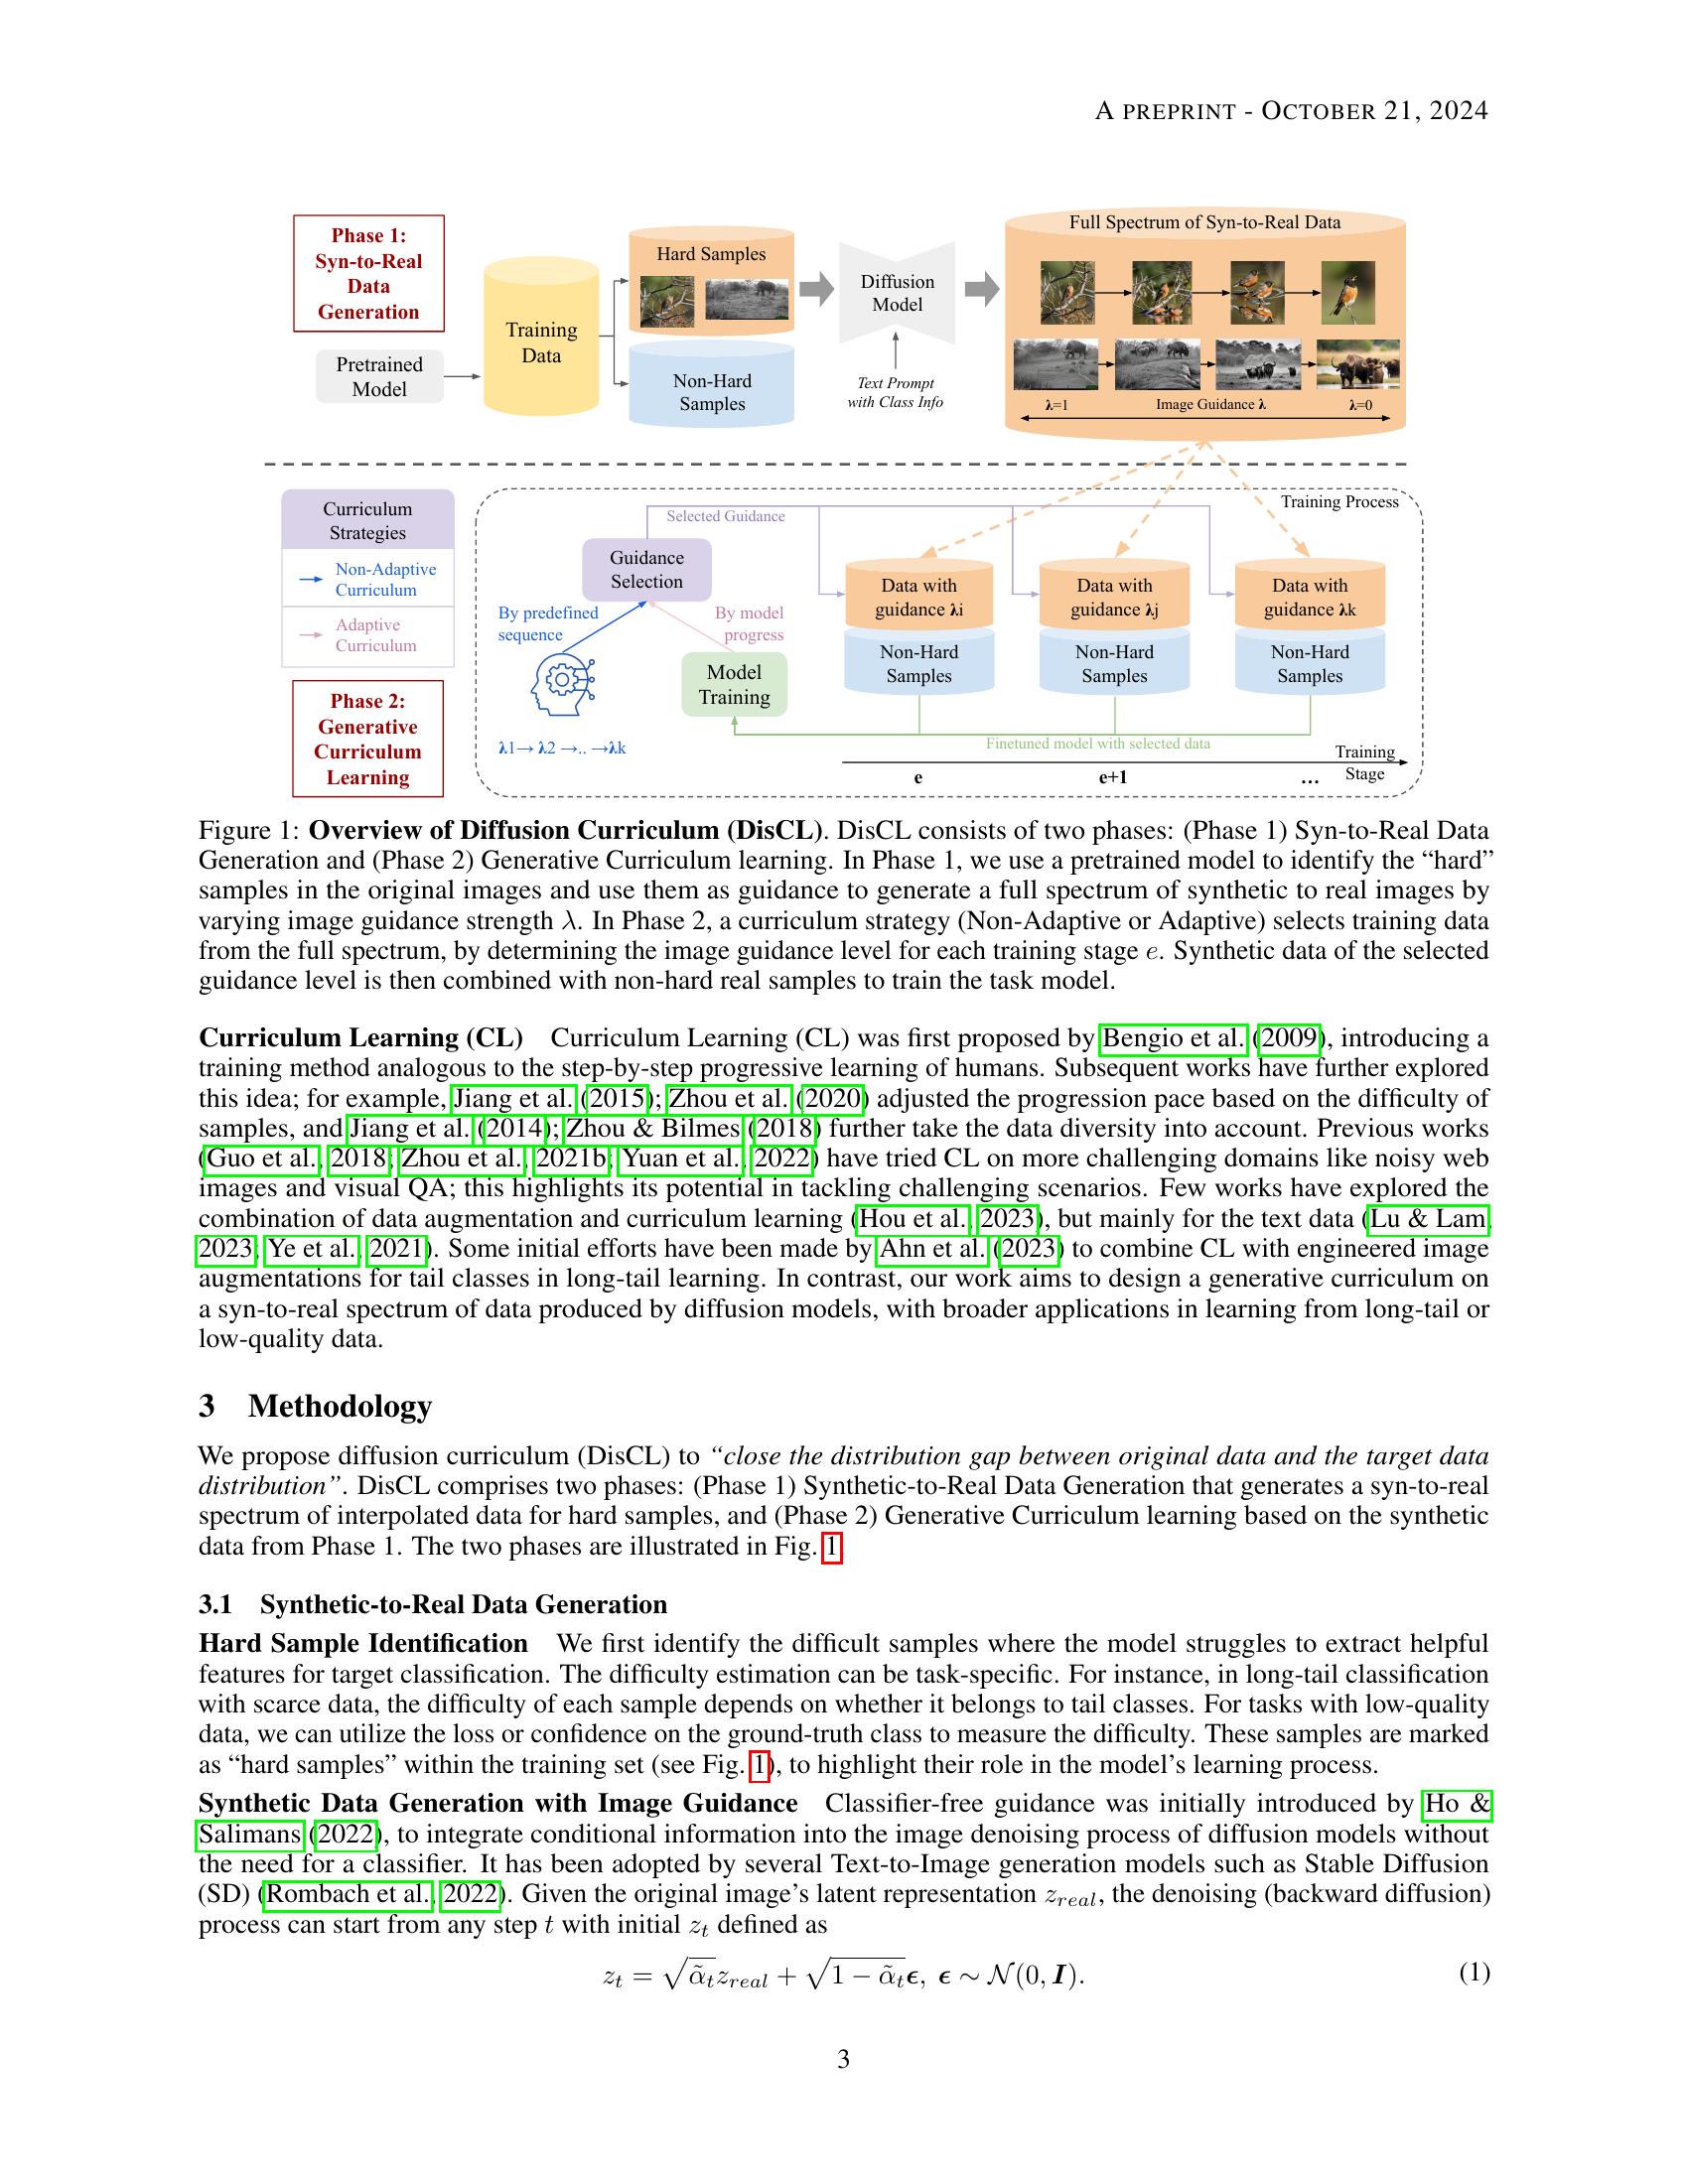 A PREPRINT - OCTOBER 21, 2024
Phase 1:
Syn-to-Real
Data
Generation
Pretrained
Model
Training
Data
Hard Samples
Non-Hard
Samples
Diffusion
Model
Text Prompt
with Class Info
Full Spectrum of Syn-to-Real Data
λ=1
Image Guidance λ
λ=0
Curriculum
Strategies
Non-Adaptive
Curriculum
Adaptive
Curriculum
Phase 2:
Generative
Curriculum
Learning
Training Process
Selected Guidance
Guidance
Selection
By predefined
sequence
By model
progress
Model
Training
λ1→ λ2 →.. →λk
Data with
guidance λi
Non-Hard
Samples
Data with
guidance λj
Non-Hard
Samples
Data with
guidance λk
Non-Hard
Samples
Finetuned model with selected data
Training
Stage
e
e+1
...
Figure 1: Overview of Diffusion Curriculum (DisCL). DisCL consists of two phases: (Phase 1) Syn-to-Real Data
Generation and (Phase 2) Generative Curriculum learning. In Phase 1, we use a pretrained model to identify the “hard”
samples in the original images and use them as guidance to generate a full spectrum of synthetic to real images by
varying image guidance strength λ. In Phase 2, a curriculum strategy (Non-Adaptive or Adaptive) selects training data
from the full spectrum, by determining the image guidance level for each training stage e. Synthetic data of the selected
guidance level is then combined with non-hard real samples to train the task model.
Curriculum Learning (CL) Curriculum Learning (CL) was first proposed by Bengio et al. (2009), introducing a
training method analogous to the step-by-step progressive learning of humans. Subsequent works have further explored
this idea; for example, Jiang et al. (2015); Zhou et al. (2020) adjusted the progression pace based on the difficulty of
samples, and Jiang et al. (2014); Zhou & Bilmes (2018) further take the data diversity into account. Previous works
(Guo et al., 2018; Zhou et al., 2021b; Yuan et al., 2022) have tried CL on more challenging domains like noisy web
images and visual QA; this highlights its potential in tackling challenging scenarios. Few works have explored the
combination of data augmentation and curriculum learning (Hou et al., 2023), but mainly for the text data (Lu & Lam,
2023; Ye et al., 2021). Some initial efforts have been made by Ahn et al. (2023) to combine CL with engineered image
augmentations for tail classes in long-tail learning. In contrast, our work aims to design a generative curriculum on
a syn-to-real spectrum of data produced by diffusion models, with broader applications in learning from long-tail or
low-quality data.
3 Methodology
We propose diffusion curriculum (DisCL) to “close the distribution gap between original data and the target data
distribution”. DisCL comprises two phases: (Phase 1) Synthetic-to-Real Data Generation that generates a syn-to-real
spectrum of interpolated data for hard samples, and (Phase 2) Generative Curriculum learning based on the synthetic
data from Phase 1. The two phases are illustrated in Fig. 1.
3.1 Synthetic-to-Real Data Generation
Hard Sample Identification We first identify the difficult samples where the model struggles to extract helpful
features for target classification. The difficulty estimation can be task-specific. For instance, in long-tail classification
with scarce data, the difficulty of each sample depends on whether it belongs to tail classes. For tasks with low-quality
data, we can utilize the loss or confidence on the ground-truth class to measure the difficulty. These samples are marked
as “hard samples” within the training set (see Fig. 1), to highlight their role in the model’s learning process.
Synthetic Data Generation with Image Guidance Classifier-free guidance was initially introduced by Ho &
Salimans (2022), to integrate conditional information into the image denoising process of diffusion models without
the need for a classifier. It has been adopted by several Text-to-Image generation models such as Stable Diffusion
(SD) (Rombach et al., 2022). Given the original image’s latent representation z_real, the denoising (backward diffusion)
process can start from any step t with initial z_t defined as
z_t = √α̃_t z_real + √(1 − α̃_t) ϵ, ϵ ∼ N(0, I). (1)
3